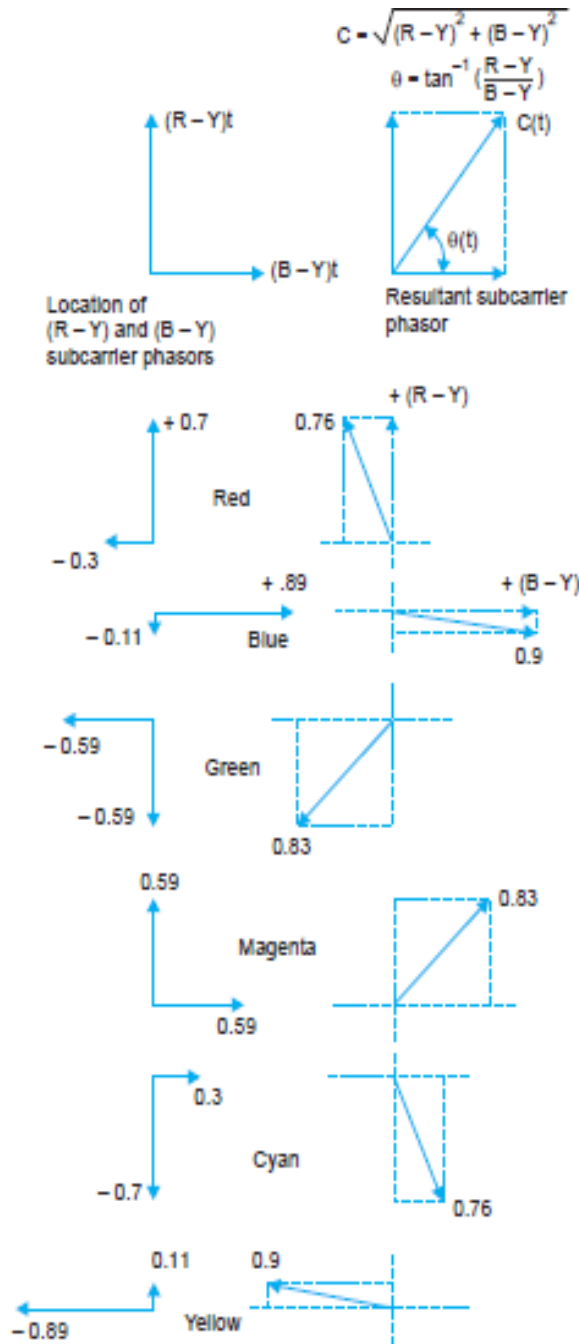 C = √(R – Y)² + (B – Y)²
θ = tan⁻¹ (R – Y / B – Y)
(R – Y)t
C(t)
θ(t)
(B – Y)t
Location of
(R – Y) and (B – Y)
subcarrier phasors
Resultant subcarrier
phasor
+ (R – Y)
+ 0.7
0.76
Red
– 0.3
+ .89
+ (B – Y)
– 0.11
Blue
0.9
– 0.59
Green
– 0.59
0.83
0.59
0.83
Magenta
0.59
0.3
Cyan
– 0.7
0.76
0.11
0.9
– 0.89
Yellow